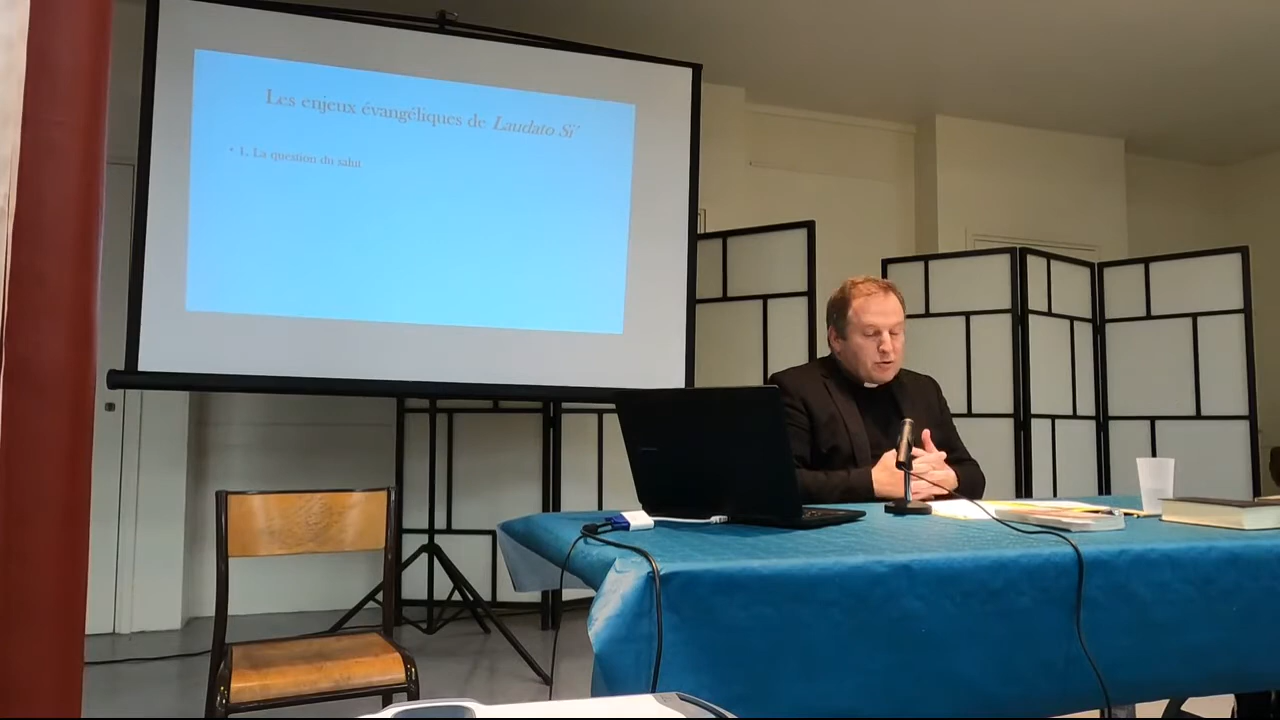 Les enjeux évangéliques de Laudato Si’
• 1. La question du salut